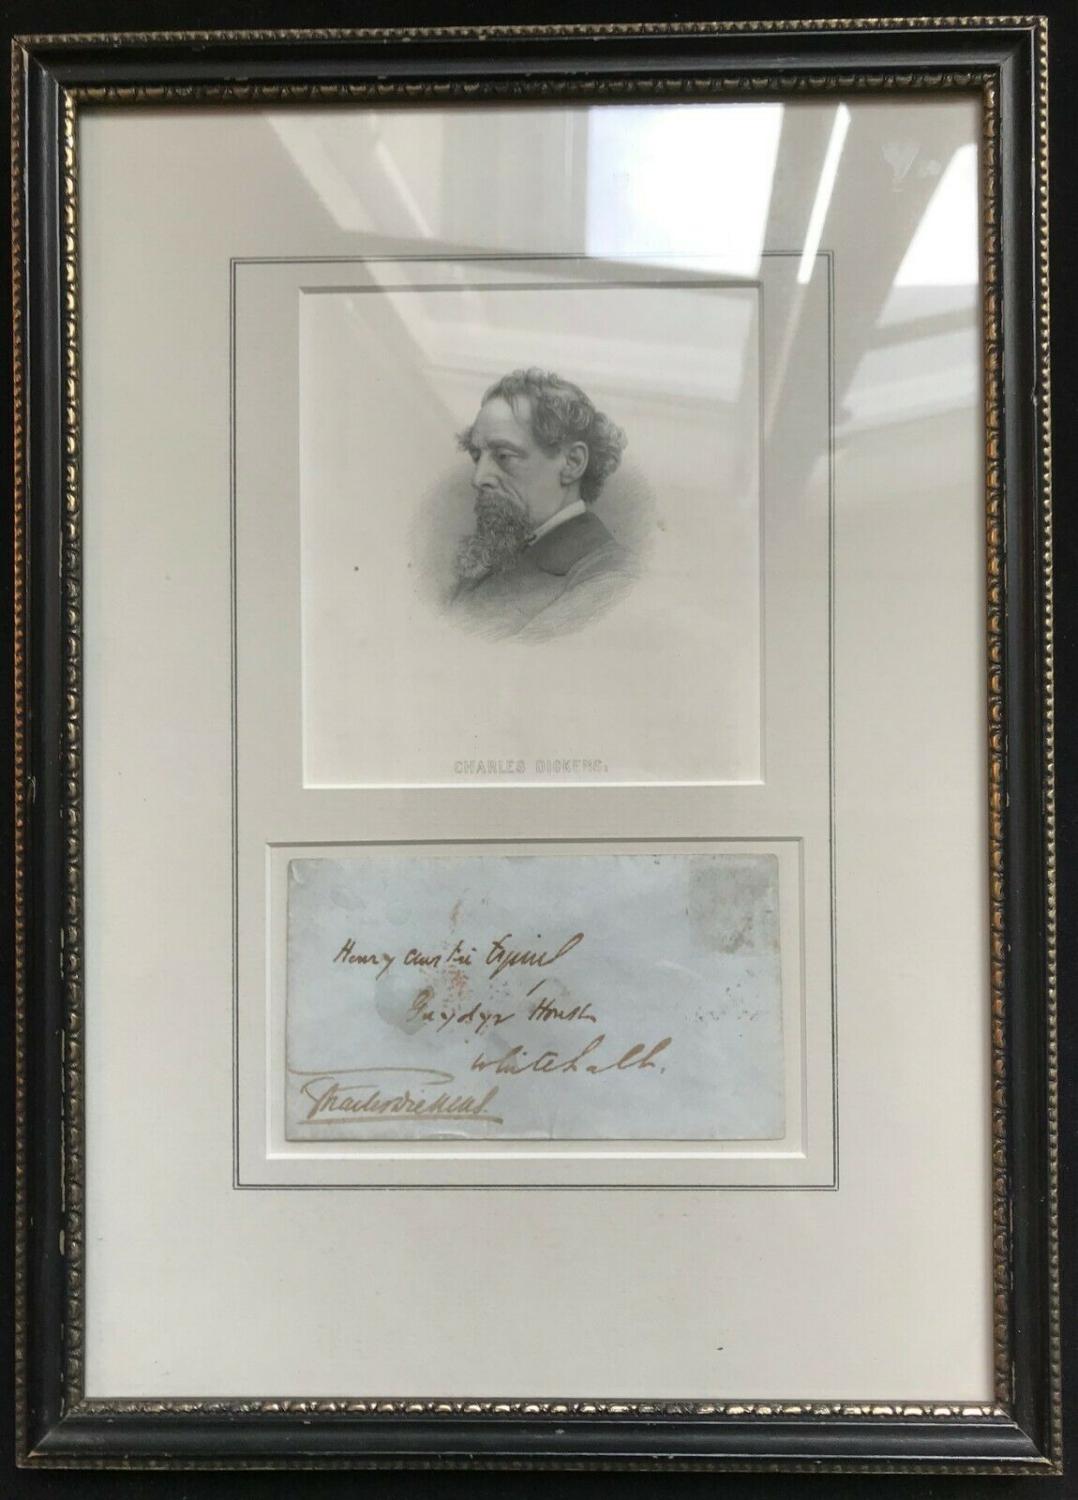 CHARLES DICKENS.
Henry Austin Esquire
Gwydyr House
Whitehall.
Charles Dickens.